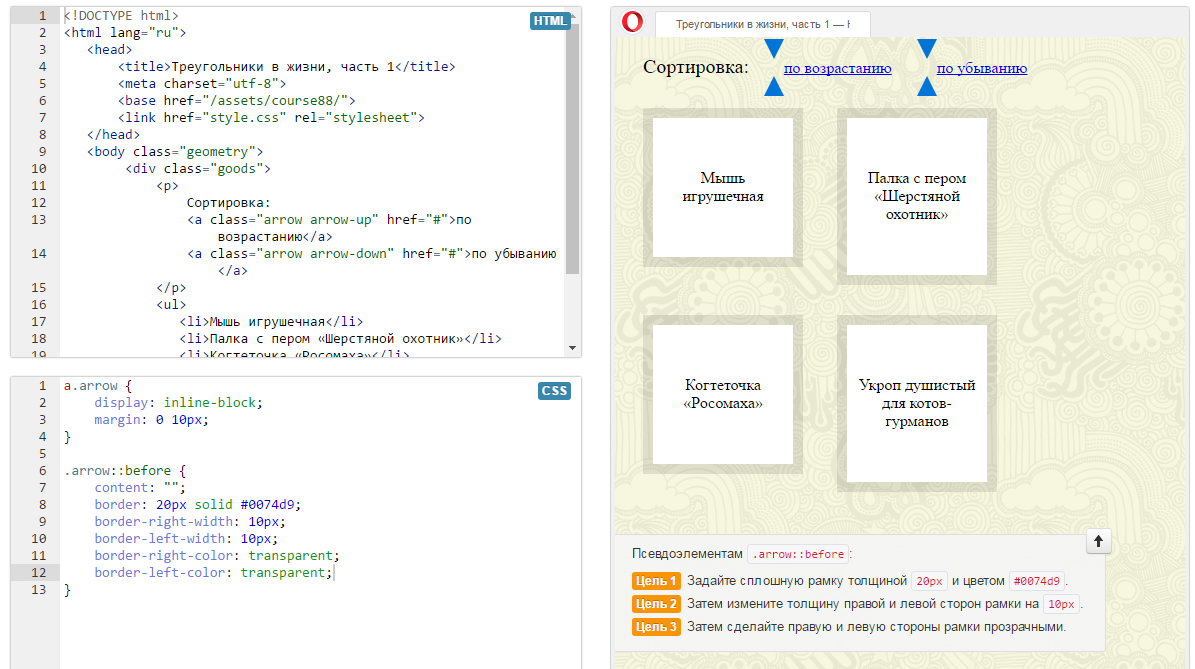 1 <!DOCTYPE html>
2 <html lang="ru">
3 <head>
4 <title>Треугольники в жизни, часть 1</title>
5 <meta charset="utf-8">
6 <base href="/assets/course88/">
7 <link href="style.css" rel="stylesheet">
8 </head>
9 <body class="geometry">
10 <div class="goods">
11 <p>
12 Сортировка:
13 <a class="arrow arrow-up" href="#">по
возрастанию</a>
14 <a class="arrow arrow-down" href="#">по убыванию
</a>
15 </p>
16 <ul>
17 <li>Мышь игрушечная</li>
18 <li>Палка с пером «Шерстяной охотник»</li>
19 <li>Когтеточка «Росомаха»</li>
HTML
1 a.arrow {
2 display: inline-block;
3 margin: 0 10px;
4 }
5
6 .arrow::before {
7 content: "";
8 border: 20px solid #0074d9;
9 border-right-width: 10px;
10 border-left-width: 10px;
11 border-right-color: transparent;
12 border-left-color: transparent;
13 }
CSS
Треугольники в жизни, часть 1 —
Сортировка: по возрастанию по убыванию
Мышь
игрушечная
Палка с пером
«Шерстяной
охотник»
Когтеточка
«Росомаха»
Укроп душистый
для котов-
гурманов
Псевдоэлементам .arrow::before:
Цель 1 Задайте сплошную рамку толщиной 20px и цветом #0074d9.
Цель 2 Затем измените толщину правой и левой сторон рамки на 10px.
Цель 3 Затем сделайте правую и левую стороны рамки прозрачными.